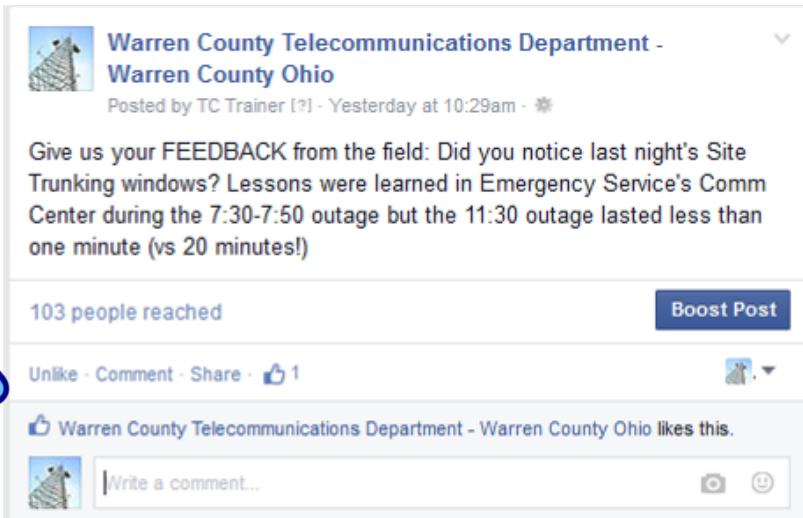 Warren County Telecommunications Department -
Warren County Ohio
Posted by TC Trainer [?] · Yesterday at 10:29am ·
Give us your FEEDBACK from the field: Did you notice last night's Site
Trunking windows? Lessons were learned in Emergency Service's Comm
Center during the 7:30-7:50 outage but the 11:30 outage lasted less than
one minute (vs 20 minutes!)
103 people reached
Boost Post
Unlike · Comment · Share · 1
Warren County Telecommunications Department - Warren County Ohio likes this.
Write a comment...